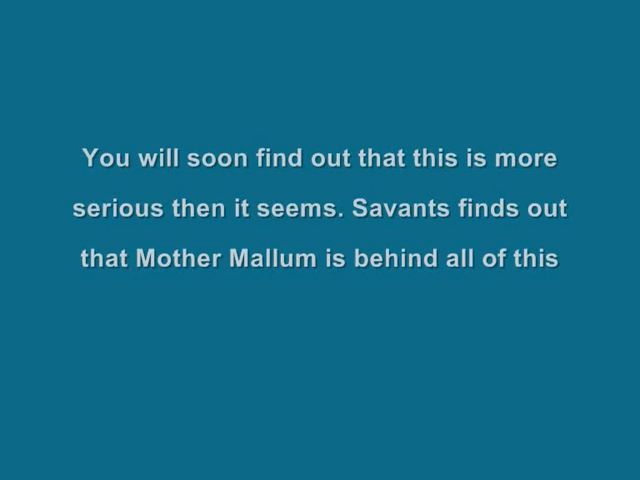 You will soon find out that this is more
serious then it seems. Savants finds out
that Mother Mallum is behind all of this